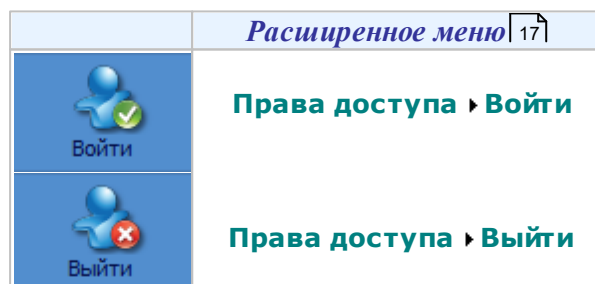 Расширенное меню 17
Войти
Права доступа ▸ Войти
Выйти
Права доступа ▸ Выйти